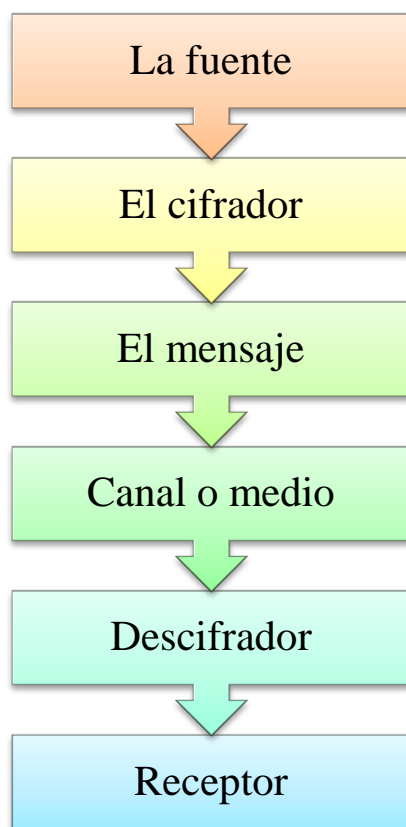 La fuente
El cifrador
El mensaje
Canal o medio
Descifrador
Receptor